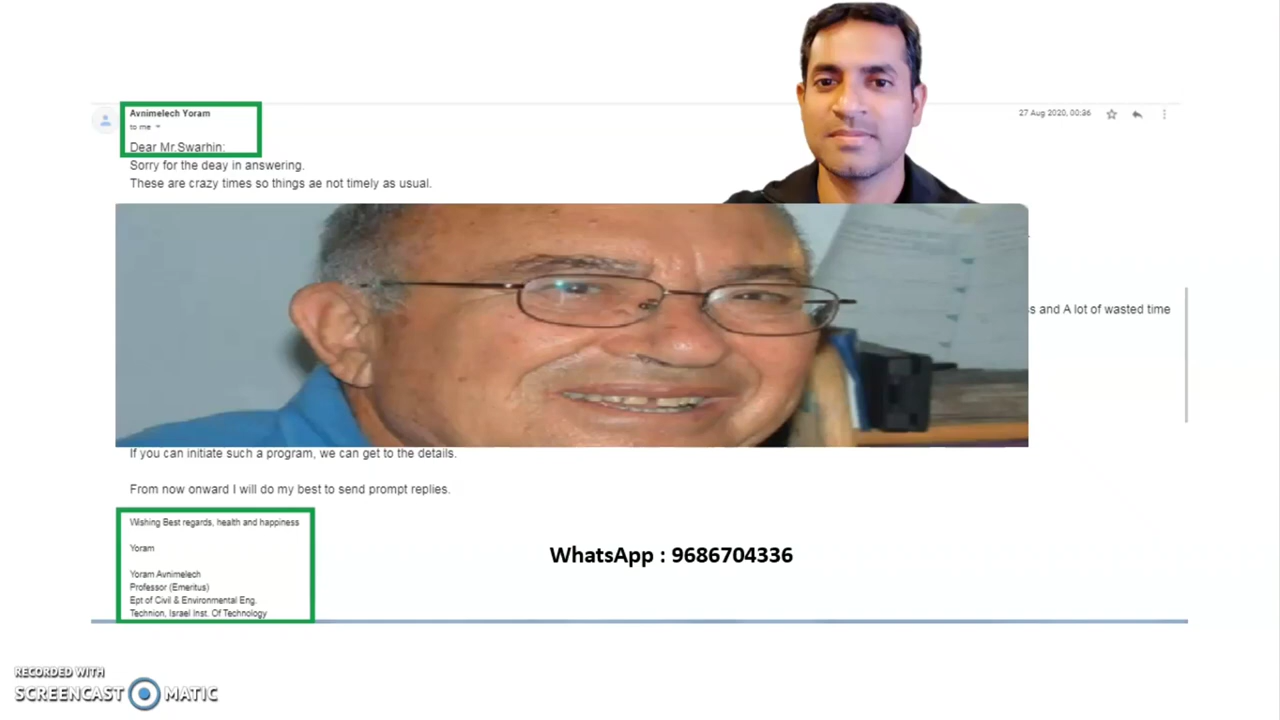 Avnimelech Yoram
27 Aug 2020, 00:36
to me
Dear Mr.Swarhin:
Sorry for the deay in answering.
These are crazy times so things ae not timely as usual.
s and A lot of wasted time
If you can initiate such a program, we can get to the details.
From now onward I will do my best to send prompt replies.
Wishing Best regards, health and happiness
Yoram
WhatsApp : 9686704336
Yoram Avnimelech
Professor (Emeritus)
Ept of Civil & Environmental Eng.
Technion, Israel Inst. Of Technology
RECORDED WITH
SCREENCAST MATIC